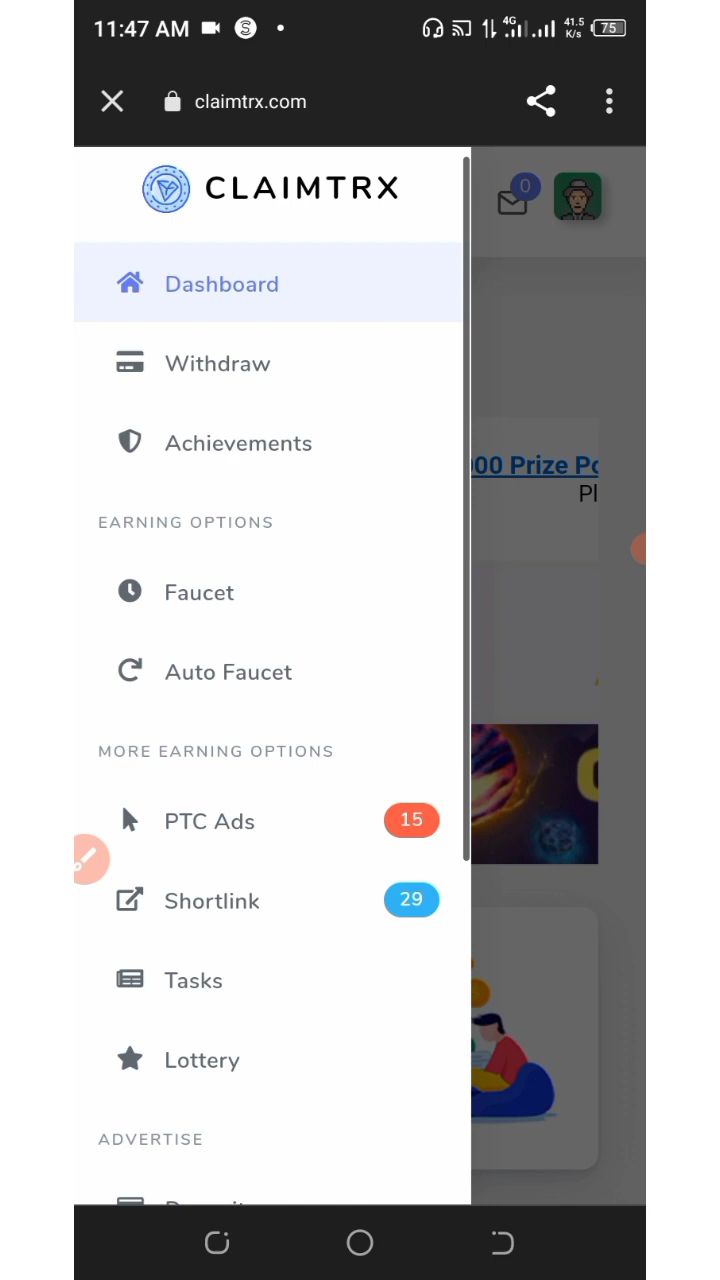 11:47 AM
4G
41.5
K/s
75
claimtrx.com
CLAIMTRX
0
Dashboard
Withdraw
Achievements
000 Prize Po
Pl
EARNING OPTIONS
Faucet
Auto Faucet
MORE EARNING OPTIONS
PTC Ads 15
Shortlink 29
Tasks
Lottery
ADVERTISE